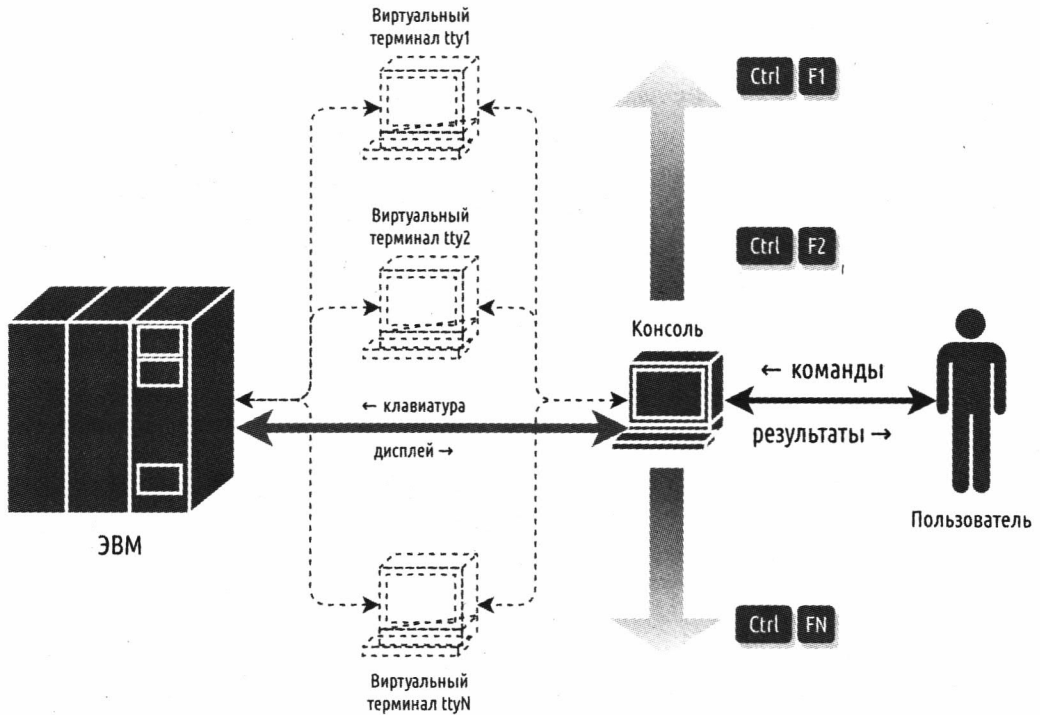 Виртуальный
терминал tty1
Ctrl F1
Виртуальный
терминал tty2
Ctrl F2
Консоль
← команды
← клавиатура
результаты →
дисплей →
Пользователь
ЭВМ
Ctrl FN
Виртуальный
терминал ttyN